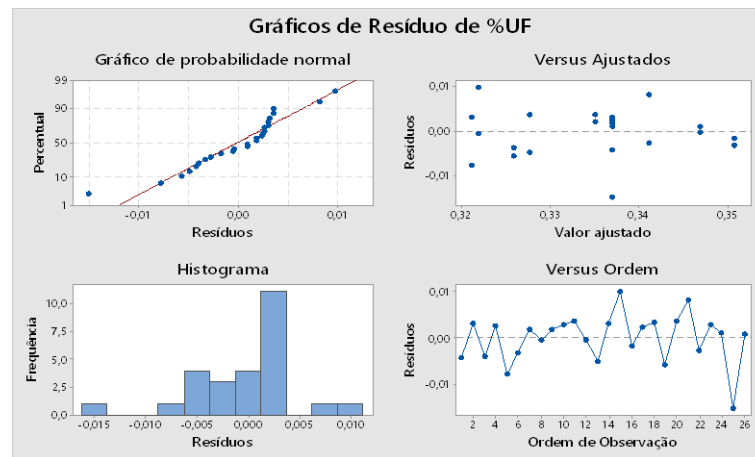 Gráficos de Resíduo de %UF
Gráfico de probabilidade normal
99
90
50
10
1
Percentual
-0,01
0,00
0,01
Resíduos
Versus Ajustados
0,01
0,00
-0,01
Resíduos
0,32
0,33
0,34
0,35
Valor ajustado
Histograma
10,0
7,5
5,0
2,5
0,0
Frequência
-0,015
-0,010
-0,005
0,000
0,005
0,010
Resíduos
Versus Ordem
0,01
0,00
-0,01
Resíduos
2 4 6 8 10 12 14 16 18 20 22 24 26
Ordem de Observação